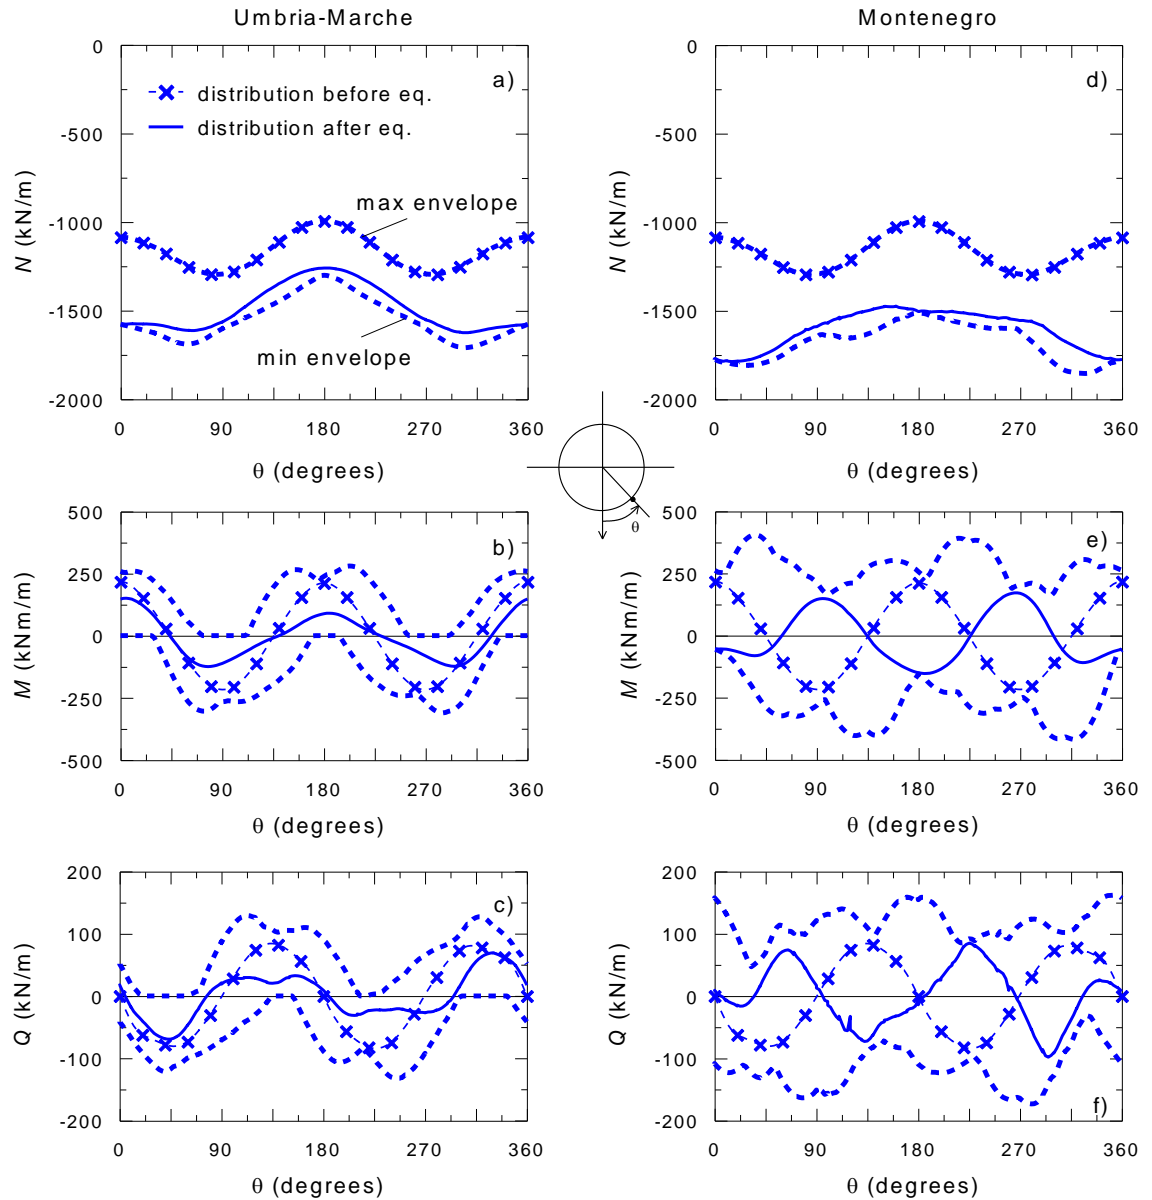 Umbria-Marche
Montenegro
0
-500
-1000
-1500
-2000
N (kN/m)
a)
distribution before eq.
distribution after eq.
max envelope
min envelope
0 90 180 270 360
θ (degrees)
0
-500
-1000
-1500
-2000
N (kN/m)
d)
0 90 180 270 360
θ (degrees)
θ
500
250
0
-250
-500
M (kNm/m)
b)
0 90 180 270 360
θ (degrees)
500
250
0
-250
-500
M (kNm/m)
e)
0 90 180 270 360
θ (degrees)
200
100
0
-100
-200
Q (kN/m)
c)
0 90 180 270 360
θ (degrees)
200
100
0
-100
-200
Q (kN/m)
f)
0 90 180 270 360
θ (degrees)